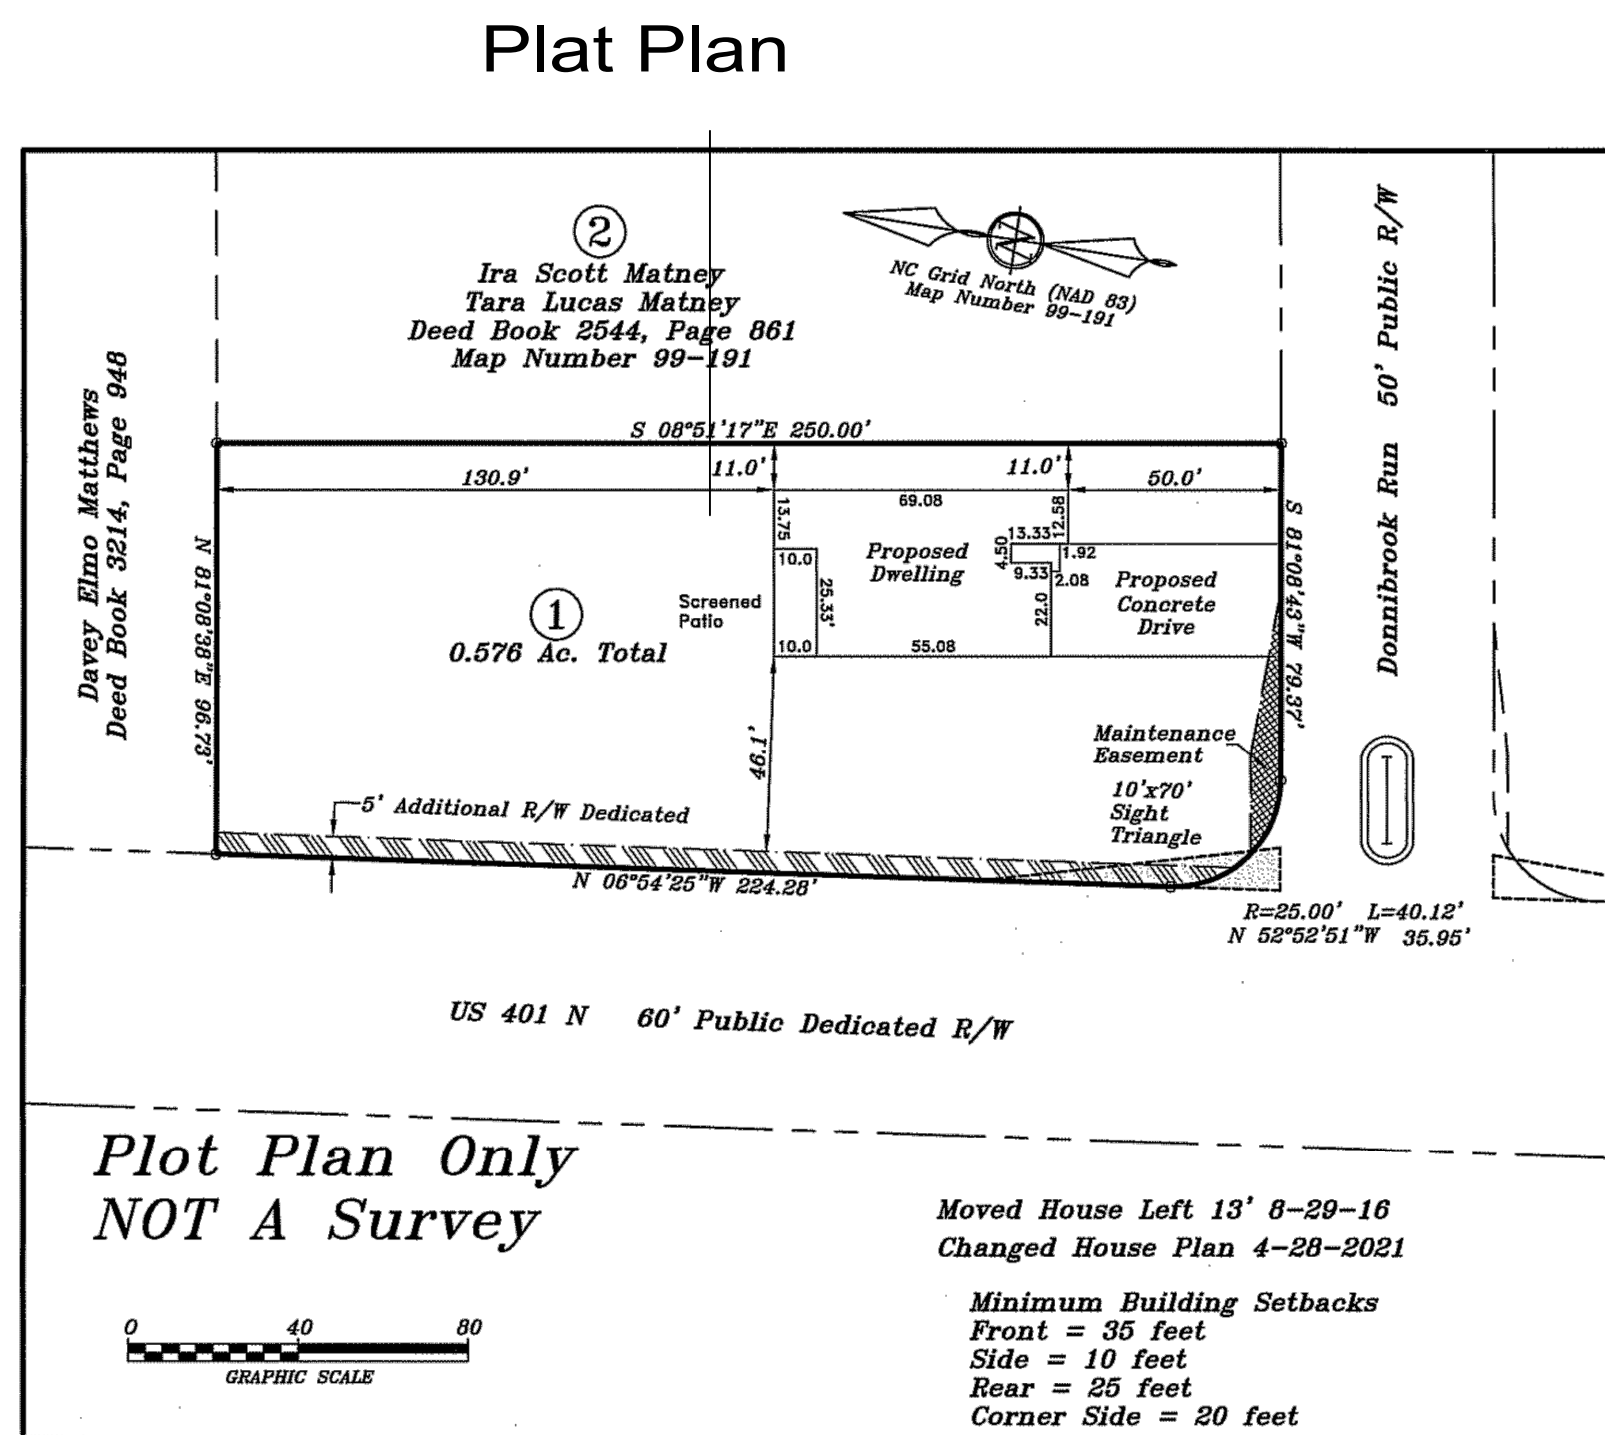 Plat Plan
2
Ira Scott Matney
Tara Lucas Matney
Deed Book 2544, Page 861
Map Number 99-191
N
NC Grid North (NAD 83)
Map Number 99-191
Donnibrook Run 50' Public R/W
Davey Elmo Matthews
Deed Book 3214, Page 948
S 08°51'17"E 250.00'
130.9'
11.0'
11.0'
50.0'
69.08
13.75
12.58
13.33
4.50
1.92
9.33
2.08
10.0
25.33'
22.0
10.0
55.08
Proposed
Dwelling
Proposed
Concrete
Drive
Screened
Patio
1
0.576 Ac. Total
N 81°08'38"E 96.73'
S 81°08'43"W 79.37'
46.1'
Maintenance
Easement
10'x70'
Sight
Triangle
5' Additional R/W Dedicated
N 06°54'25"W 224.28'
R=25.00' L=40.12'
N 52°52'51"W 35.95'
US 401 N 60' Public Dedicated R/W
Plot Plan Only
NOT A Survey
Moved House Left 13' 8-29-16
Changed House Plan 4-28-2021
Minimum Building Setbacks
Front = 35 feet
Side = 10 feet
Rear = 25 feet
Corner Side = 20 feet
0 40 80
GRAPHIC SCALE